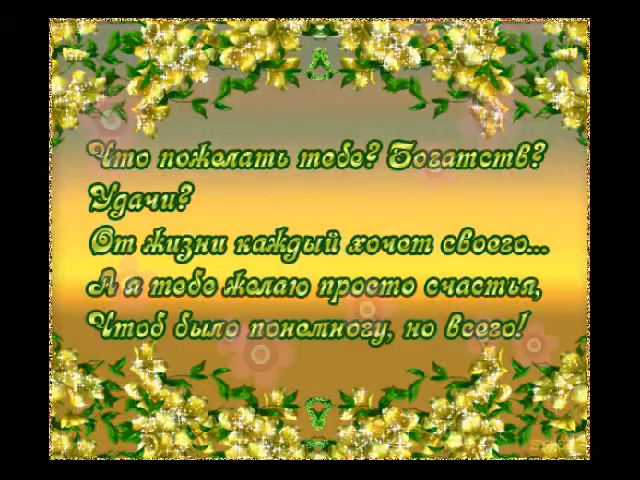 Что пожелать тебе? Богатств?
Удачи?
От жизни каждый хочет своего...
А я тебе желаю просто счастья,
Чтоб было понемногу, но всего!